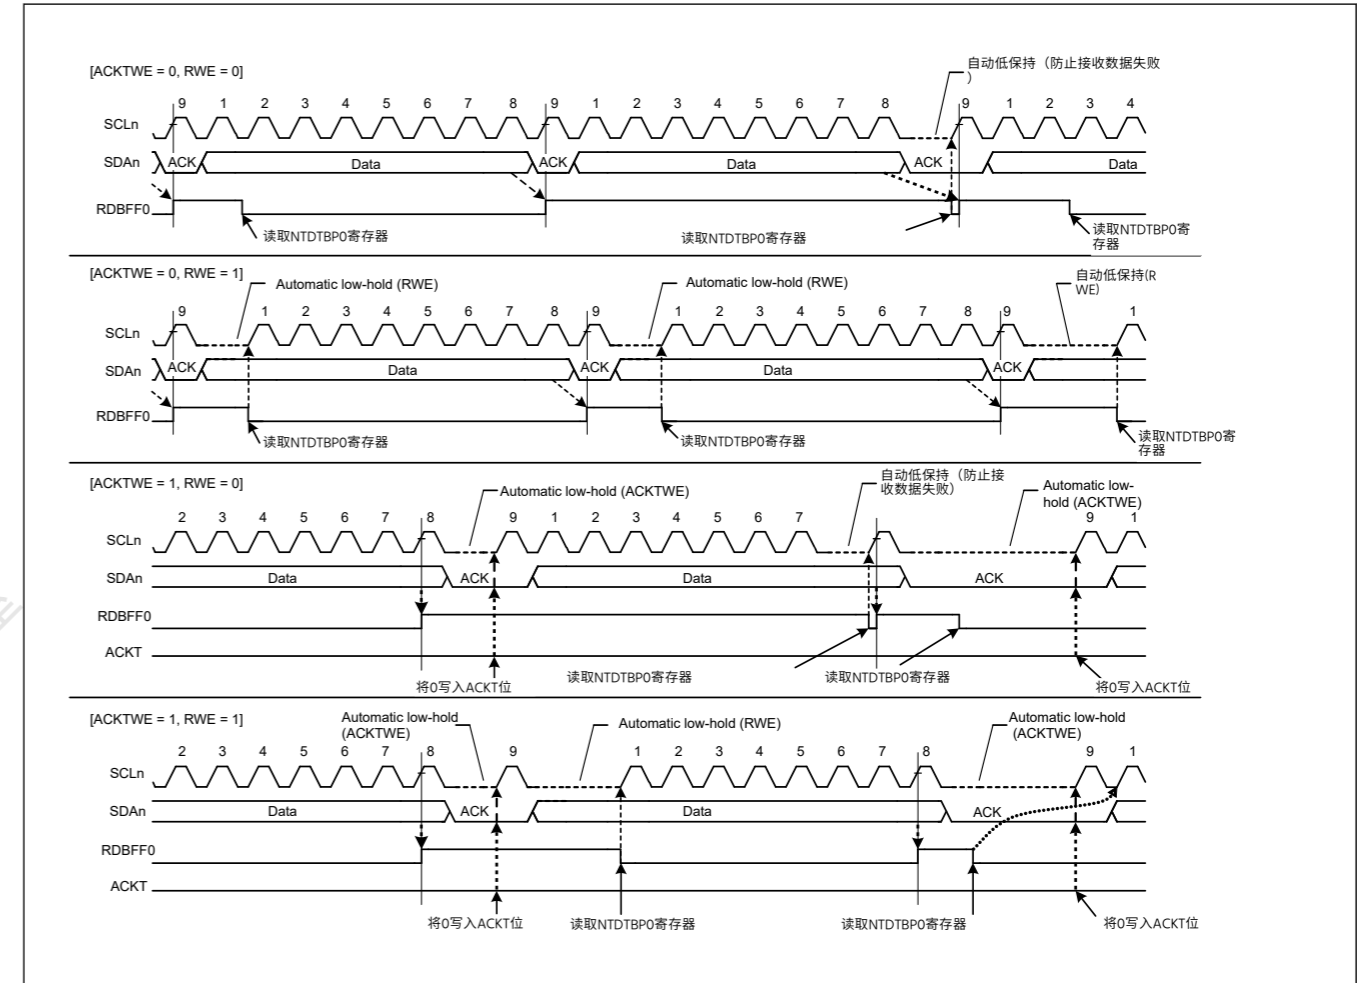 [ACKTWE = 0, RWE = 0]
自动低保持（防止接收数据失败
）
9 1 2 3 4 5 6 7 8 9 1 2 3 4 5 6 7 8 9 1 2 3 4
SCLn
SDAn ACK Data ACK Data ACK Data
RDBFF0
读取NTDTBP0寄存器 读取NTDTBP0寄存器 读取NTDTBP0寄
存器
[ACKTWE = 0, RWE = 1] Automatic low-hold (RWE) Automatic low-hold (RWE) 自动低保持(R
WE)
9 1 2 3 4 5 6 7 8 9 1 2 3 4 5 6 7 8 9 1
SCLn
SDAn ACK Data ACK Data ACK
RDBFF0
读取NTDTBP0寄存器 读取NTDTBP0寄存器 读取NTDTBP0寄
存器
[ACKTWE = 1, RWE = 0] Automatic low-hold (ACKTWE) 自动低保持（防止接
收数据失败） Automatic low-
hold (ACKTWE)
2 3 4 5 6 7 8 9 1 2 3 4 5 6 7 9 1
SCLn
SDAn Data ACK Data ACK
RDBFF0
ACKT
将0写入ACKT位 读取NTDTBP0寄存器 读取NTDTBP0寄存器 将0写入ACKT位
[ACKTWE = 1, RWE = 1] Automatic low-hold
(ACKTWE) Automatic low-hold (RWE) Automatic low-hold
(ACKTWE)
2 3 4 5 6 7 8 9 1 2 3 4 5 6 7 8 9 1
SCLn
SDAn Data ACK Data ACK
RDBFF0
ACKT
将0写入ACKT位 读取NTDTBP0寄存器 读取NTDTBP0寄存器 将0写入ACKT位